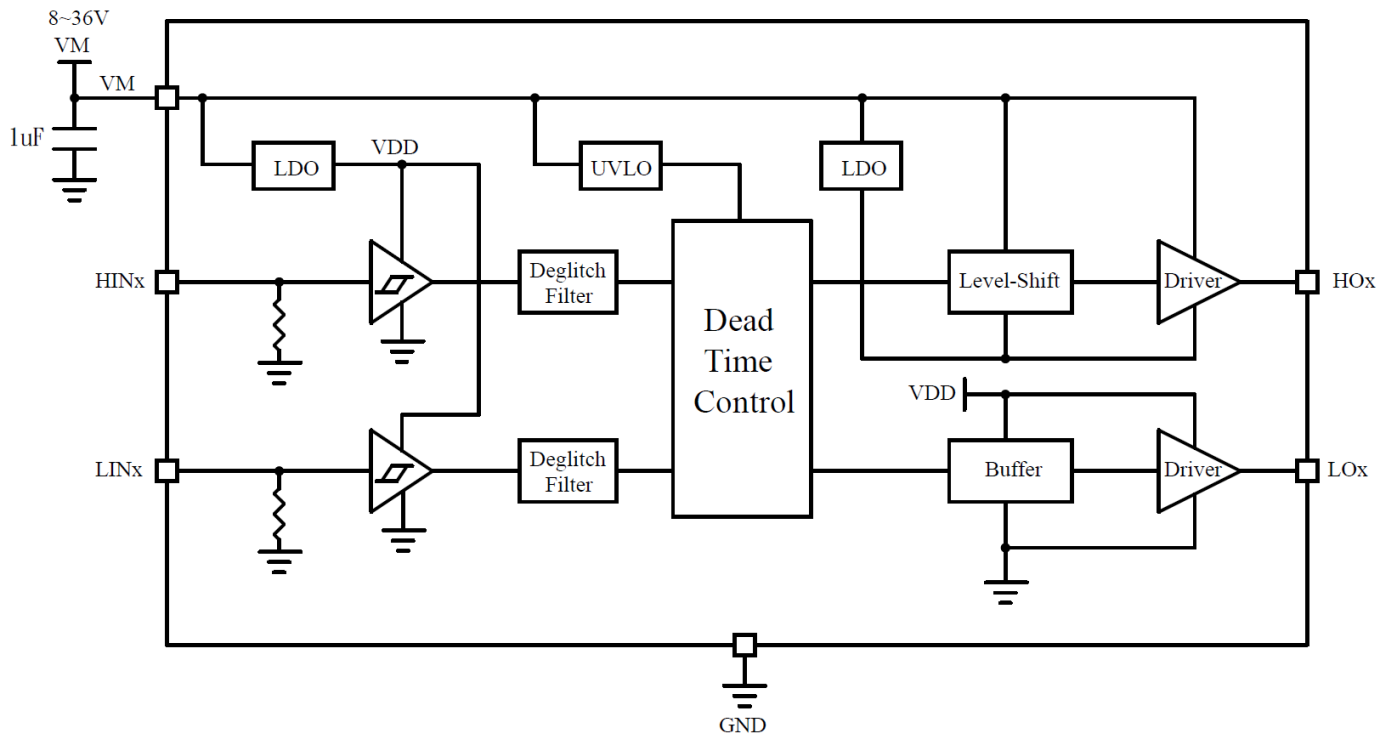 8~36V
VM
VM
1uF
LDO
VDD
UVLO
LDO
HINx
Deglitch
Filter
Level-Shift
Driver
HOx
Dead
Time
Control
VDD
LINx
Deglitch
Filter
Buffer
Driver
LOx
GND